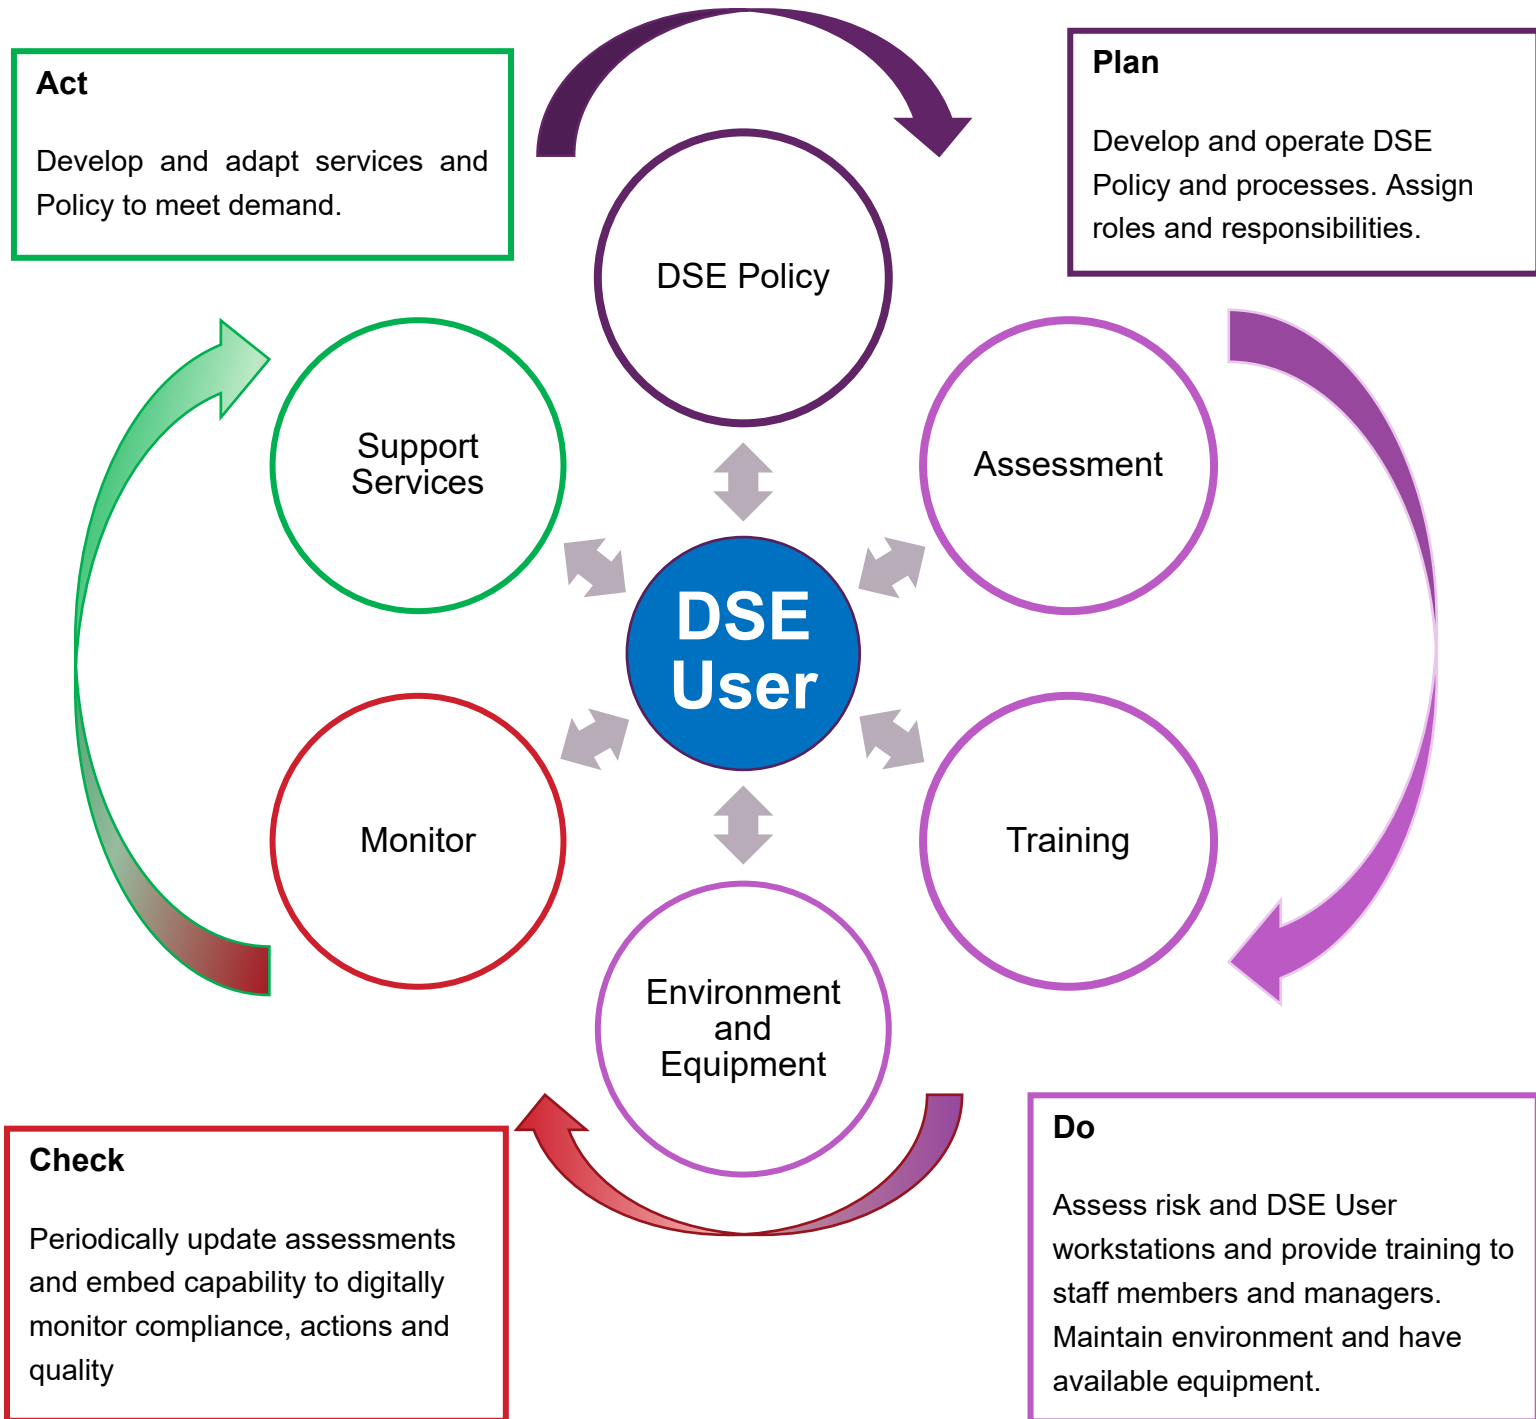 Act
Develop and adapt services and
Policy to meet demand.
Plan
Develop and operate DSE
Policy and processes. Assign
roles and responsibilities.
DSE Policy
Support
Services
Assessment
DSE
User
Monitor
Training
Environment
and
Equipment
Check
Periodically update assessments
and embed capability to digitally
monitor compliance, actions and
quality
Do
Assess risk and DSE User
workstations and provide training to
staff members and managers.
Maintain environment and have
available equipment.